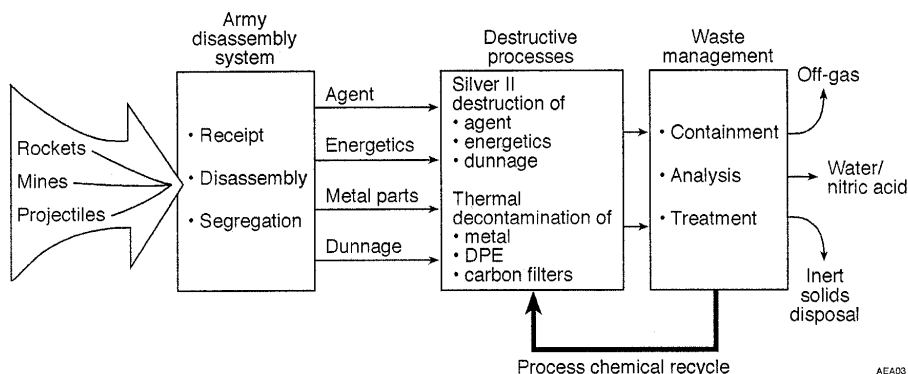 Army
disassembly
system
Destructive
processes
Waste
management
Rockets
Mines
Projectiles
• Receipt
• Disassembly
• Segregation
Agent
Energetics
Metal parts
Dunnage
Silver II
destruction of
• agent
• energetics
• dunnage
Thermal
decontamination of
• metal
• DPE
• carbon filters
• Containment
• Analysis
• Treatment
Off-gas
Water/
nitric acid
Inert
solids
disposal
Process chemical recycle
AEA03